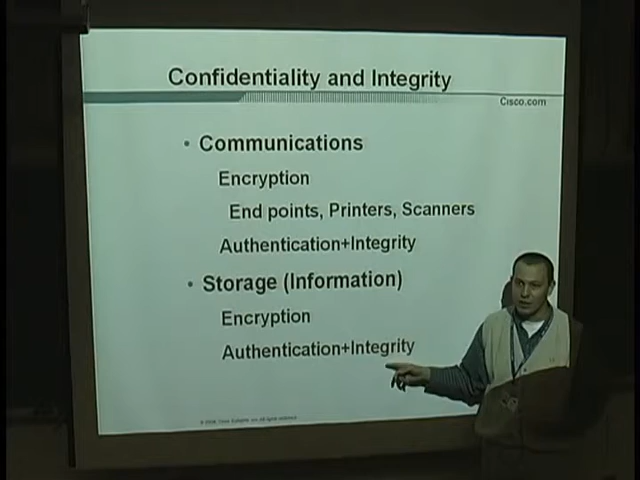 Confidentiality and Integrity
Cisco.com
• Communications
Encryption
End points, Printers, Scanners
Authentication+Integrity
• Storage (Information)
Encryption
Authentication+Integrity